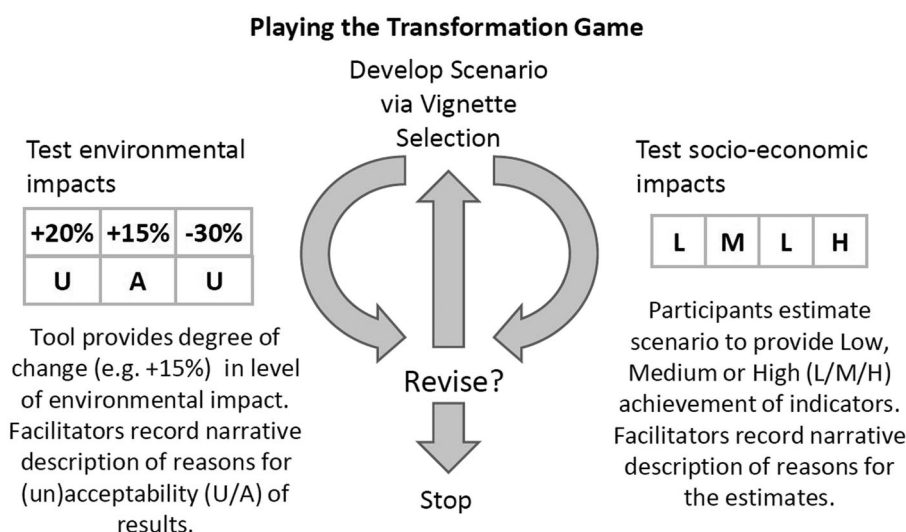 Playing the Transformation Game
Develop Scenario
via Vignette
Selection
Test environmental
impacts
+20% +15% -30%
U A U
Tool provides degree of
change (e.g. +15%) in level
of environmental impact.
Facilitators record narrative
description of reasons for
(un)acceptability (U/A) of
results.
Revise?
Stop
Test socio-economic
impacts
L M L H
Participants estimate
scenario to provide Low,
Medium or High (L/M/H)
achievement of indicators.
Facilitators record narrative
description of reasons for
the estimates.